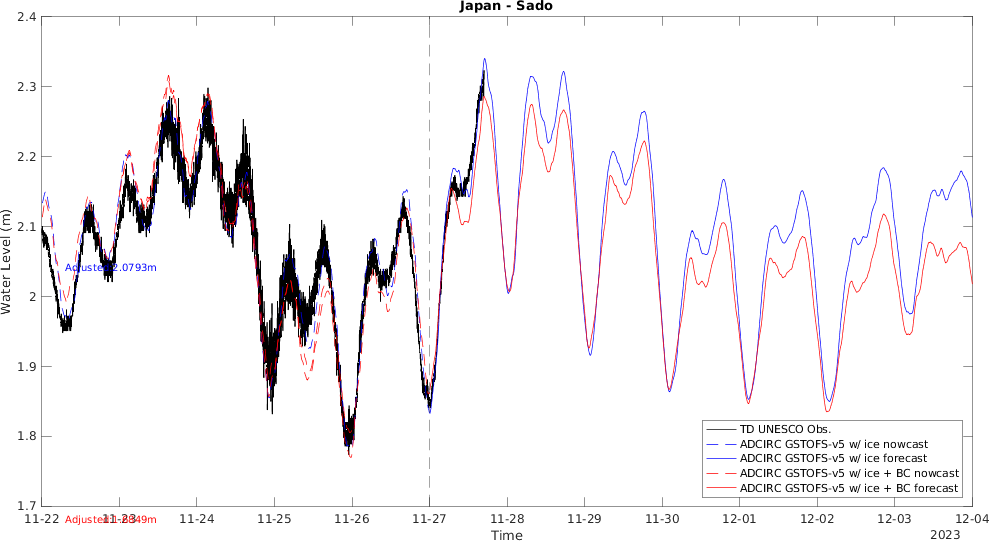 Japan - Sado
2.4
2.3
2.2
2.1
2
1.9
1.8
1.7
Water Level (m)
Adjusted 2.0793m
TD UNESCO Obs.
ADCIRC GSTOFS-v5 w/ ice nowcast
ADCIRC GSTOFS-v5 w/ ice forecast
ADCIRC GSTOFS-v5 w/ ice + BC nowcast
ADCIRC GSTOFS-v5 w/ ice + BC forecast
11-22 11-23 11-24 11-25 11-26 11-27 11-28 11-29 11-30 12-01 12-02 12-03 12-04
Time
2023